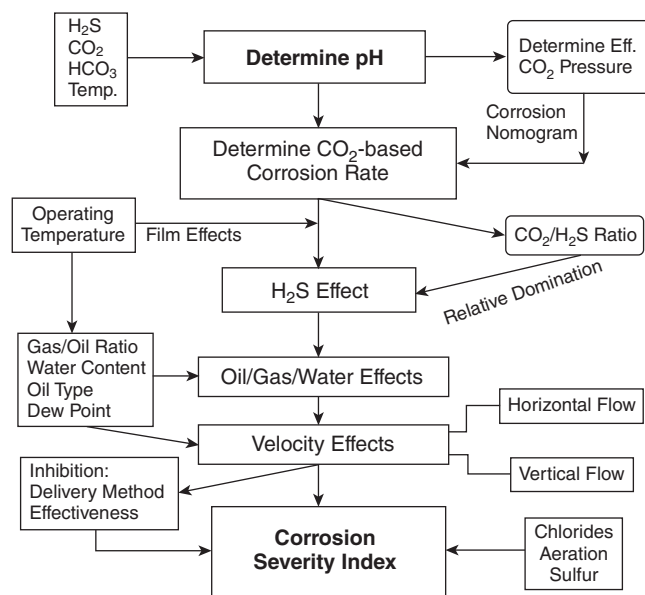 H₂S
CO₂
HCO₃
Temp.
Determine pH
Determine Eff.
CO₂ Pressure
Corrosion
Nomogram
Determine CO₂-based
Corrosion Rate
Operating
Temperature
Film Effects
CO₂/H₂S Ratio
H₂S Effect
Relative Domination
Gas/Oil Ratio
Water Content
Oil Type
Dew Point
Oil/Gas/Water Effects
Horizontal Flow
Velocity Effects
Vertical Flow
Inhibition:
Delivery Method
Effectiveness
Corrosion
Severity Index
Chlorides
Aeration
Sulfur